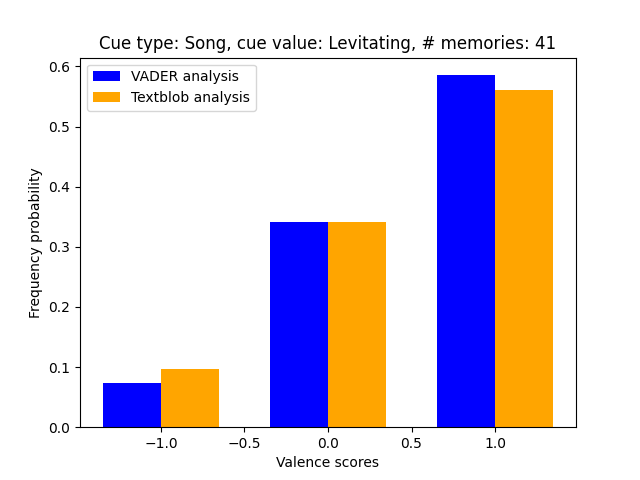 Cue type: Song, cue value: Levitating, # memories: 41
VADER analysis
Textblob analysis
Frequency probability
0.6
0.5
0.4
0.3
0.2
0.1
0.0
−1.0 −0.5 0.0 0.5 1.0
Valence scores